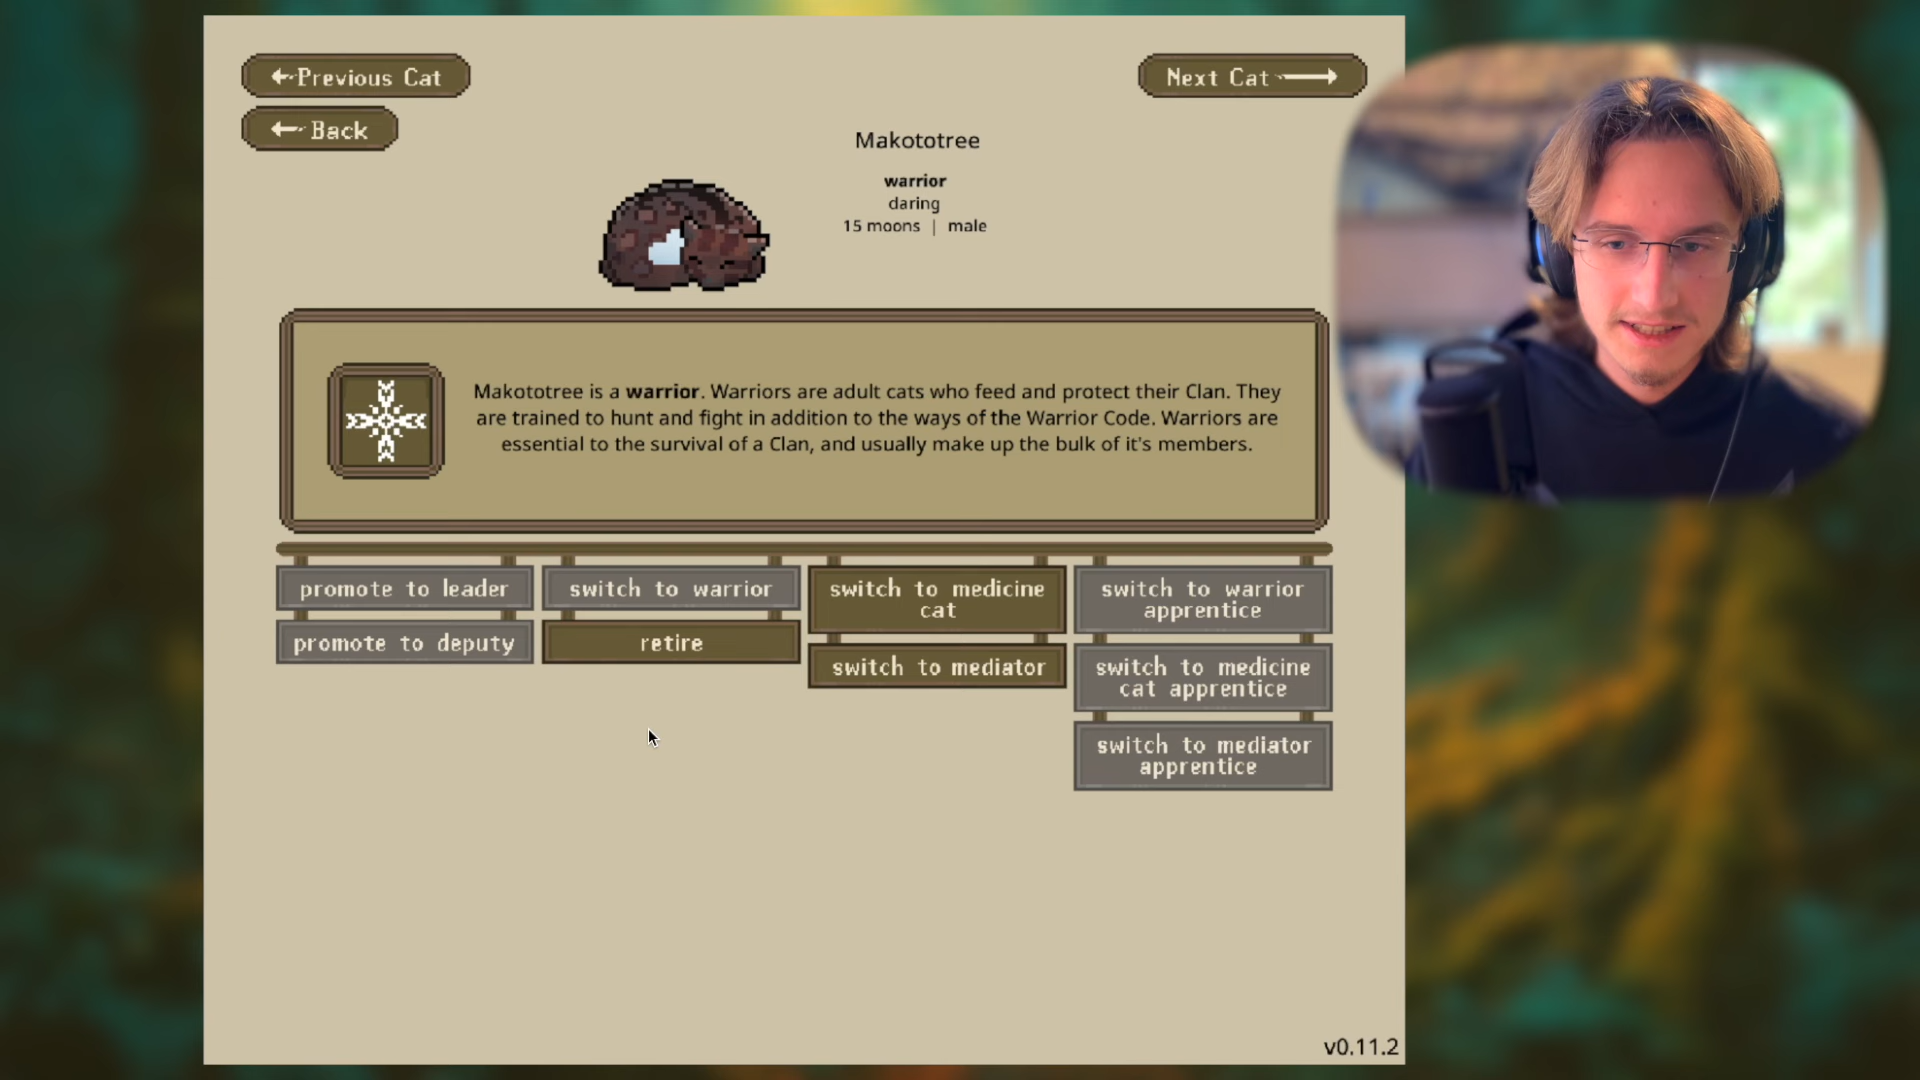 Previous Cat
Next Cat
Back
Makototree
warrior
daring
15 moons | male
Makototree is a warrior. Warriors are adult cats who feed and protect their Clan. They
are trained to hunt and fight in addition to the ways of the Warrior Code. Warriors are
essential to the survival of a Clan, and usually make up the bulk of it's members.
promote to leader
promote to deputy
switch to warrior
retire
switch to medicine
cat
switch to mediator
switch to warrior
apprentice
switch to medicine
cat apprentice
switch to mediator
apprentice
v0.11.2